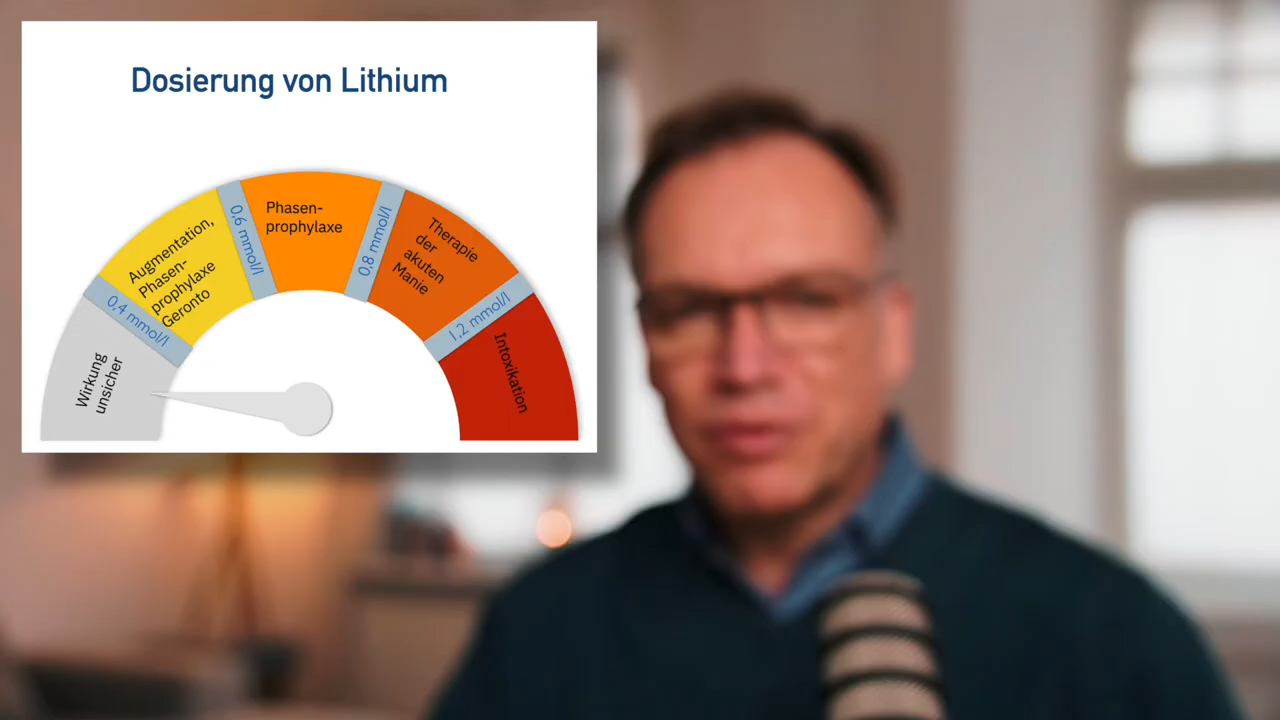 Dosierung von Lithium
Wirkung
unsicher
0,4 mmol/l
Augmentation,
Phasen-
prophylaxe
Geronto
0,6 mmol/l
Phasen-
prophylaxe
0,8 mmol/l
Therapie
der
akuten
Manie
1,2 mmol/l
Intoxikation